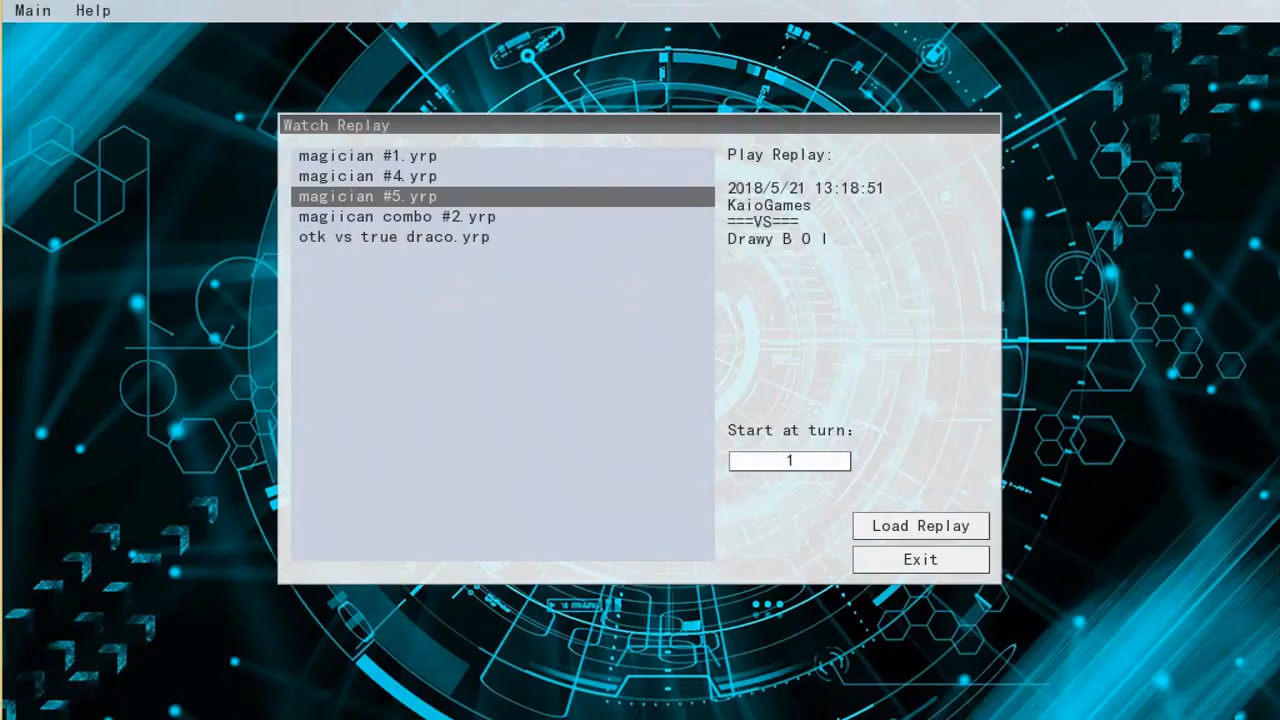 Main Help
Watch Replay
magician #1.yrp
magician #4.yrp
magician #5.yrp
magiican combo #2.yrp
otk vs true draco.yrp
Play Replay:
2018/5/21 13:18:51
KaioGames
===VS===
Drawy B O I
Start at turn:
1
Load Replay
Exit